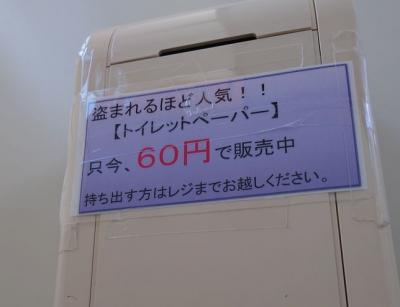 盗まれるほど人気！！
【トイレットペーパー】
只今、60円で販売中
持ち出す方はレジまでお越しください。